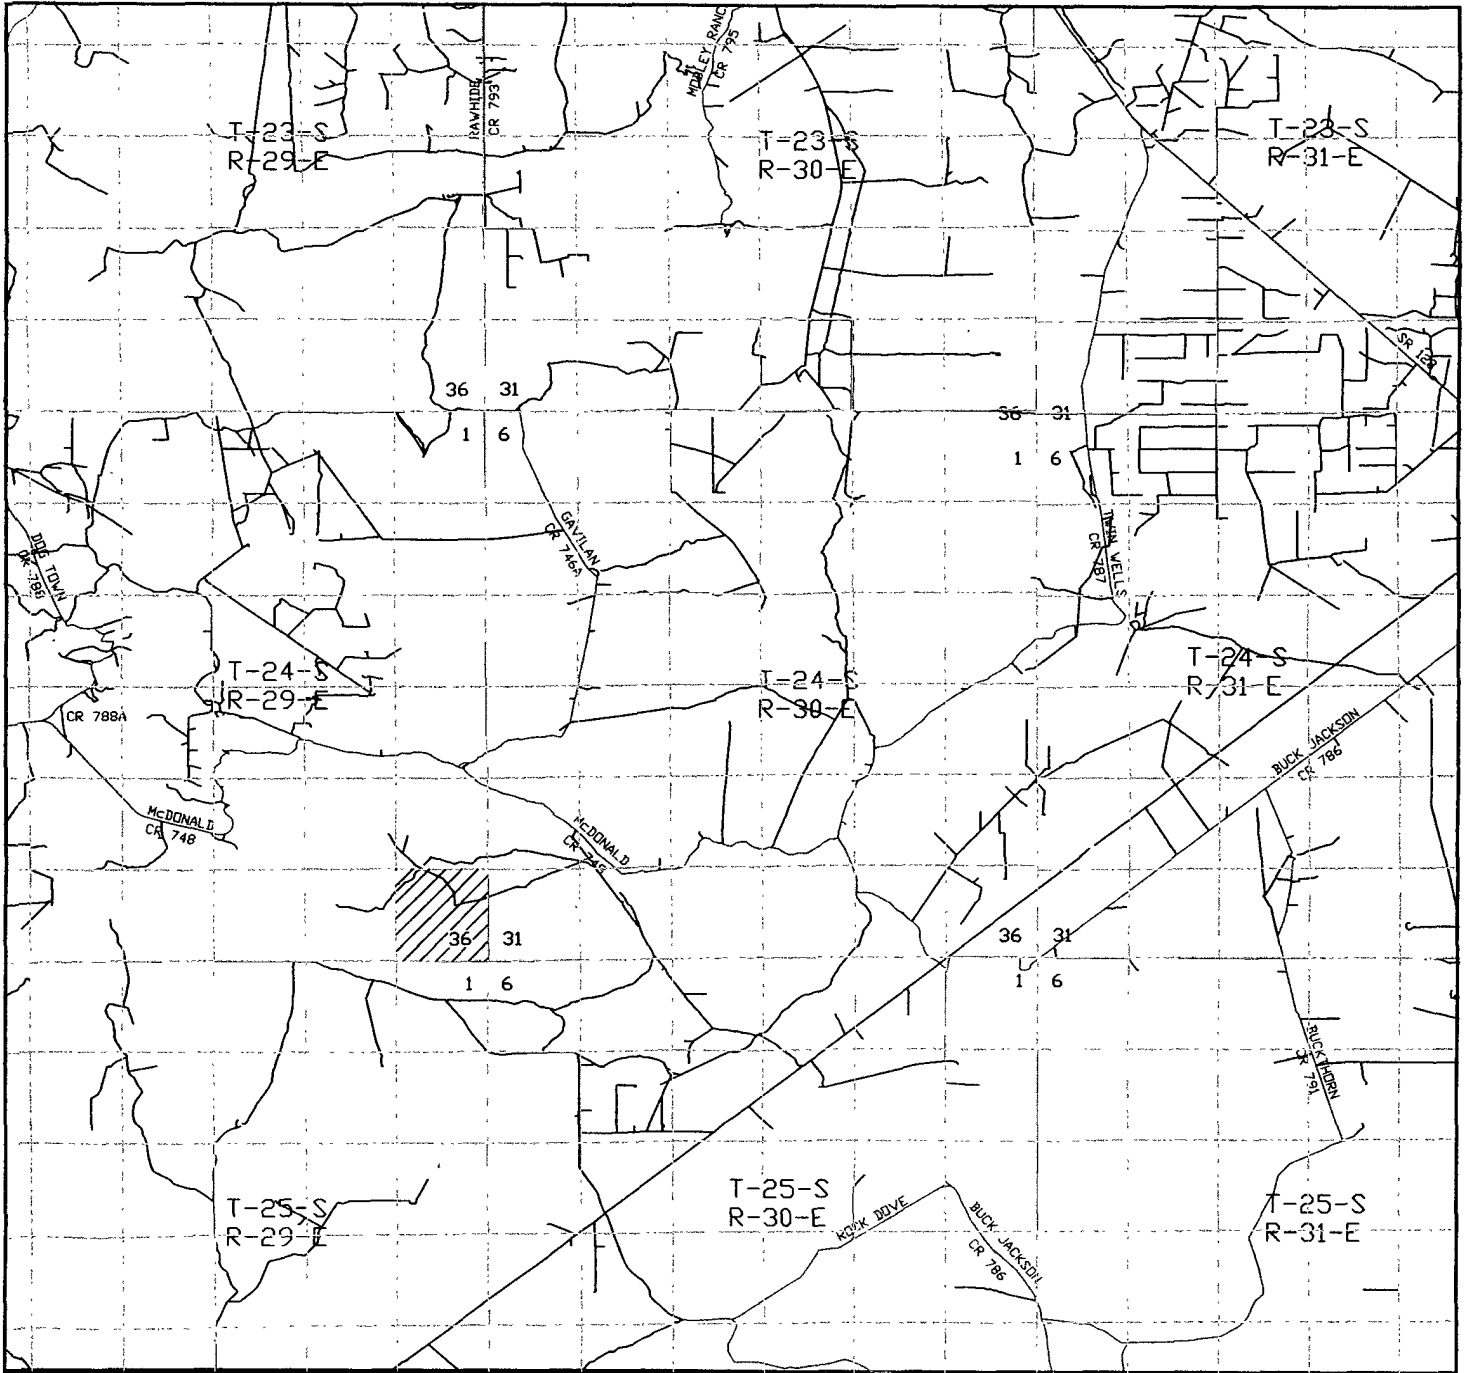 MOBLEY RANC
CR 795
RAWHIDE
CR 793
T-23-S
R-29-E
T-23-S
R-30-E
T-23-S
R-31-E
SR 128
36 31
1 6
36 31
1 6
GAVILAN
CR 746A
TWIN WELLS
CR 787
DOG TOWN
CR 788
T-24-S
R-29-E
T-24-S
R-30-E
T-24-S
R-31-E
CR 788A
BUCK JACKSON
CR 786
McDONALD
CR 748
McDONALD
CR 748
36 31
1 6
36 31
1 6
BUCKTHORN
CR 791
T-25-S
R-29-E
T-25-S
R-30-E
T-25-S
R-31-E
ROCK DOVE
BUCK JACKSON
CR 786